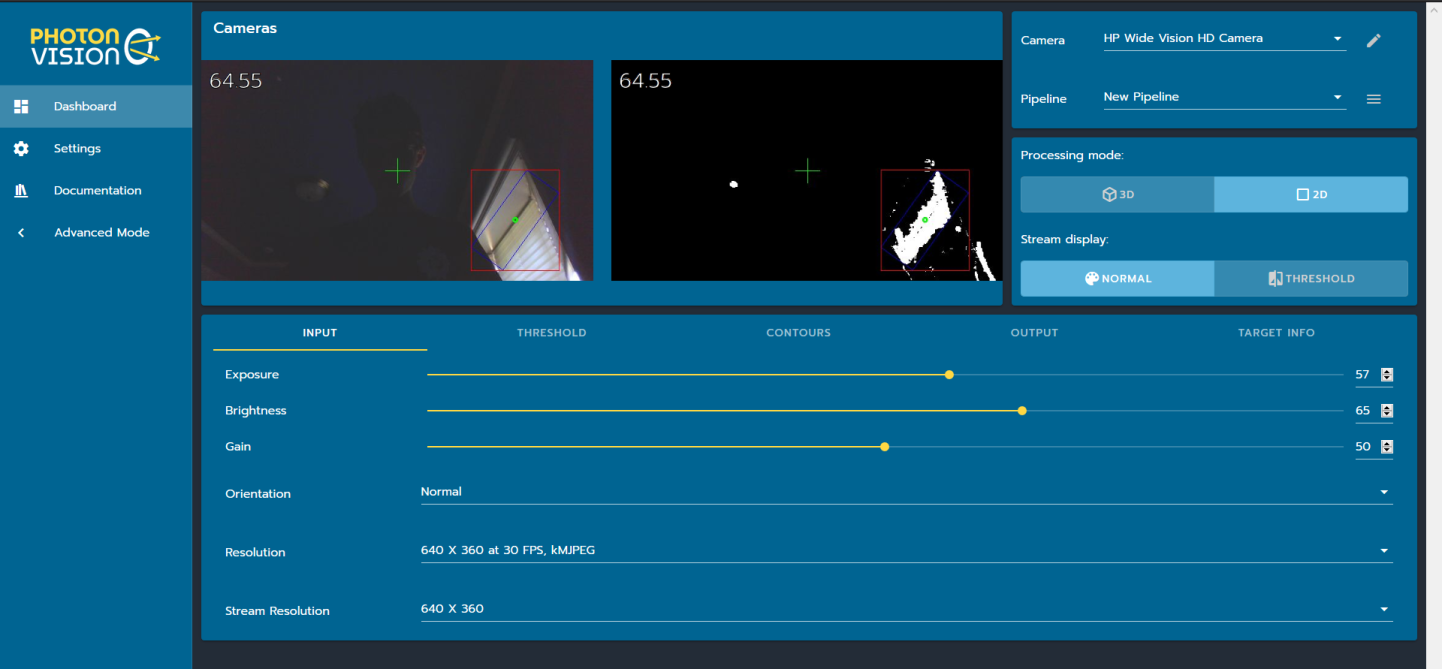 PHOTON
VISION
Dashboard
Settings
Documentation
Advanced Mode
Cameras
64.55
64.55
Camera
HP Wide Vision HD Camera
Pipeline
New Pipeline
Processing mode:
3D
2D
Stream display:
NORMAL
THRESHOLD
INPUT
THRESHOLD
CONTOURS
OUTPUT
TARGET INFO
Exposure
57
Brightness
65
Gain
50
Orientation
Normal
Resolution
640 X 360 at 30 FPS, kMJPEG
Stream Resolution
640 X 360